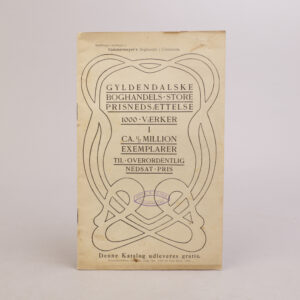 GYLDENDALSKE
BOGHANDELS·STORE
PRISNEDSÆTTELSE
1000·VÆRKER
I
CA. ½ MILLION
EXEMPLARER
TIL·OVERORDENTLIG
NEDSAT·PRIS
Denne Katalog udleveres gratis.